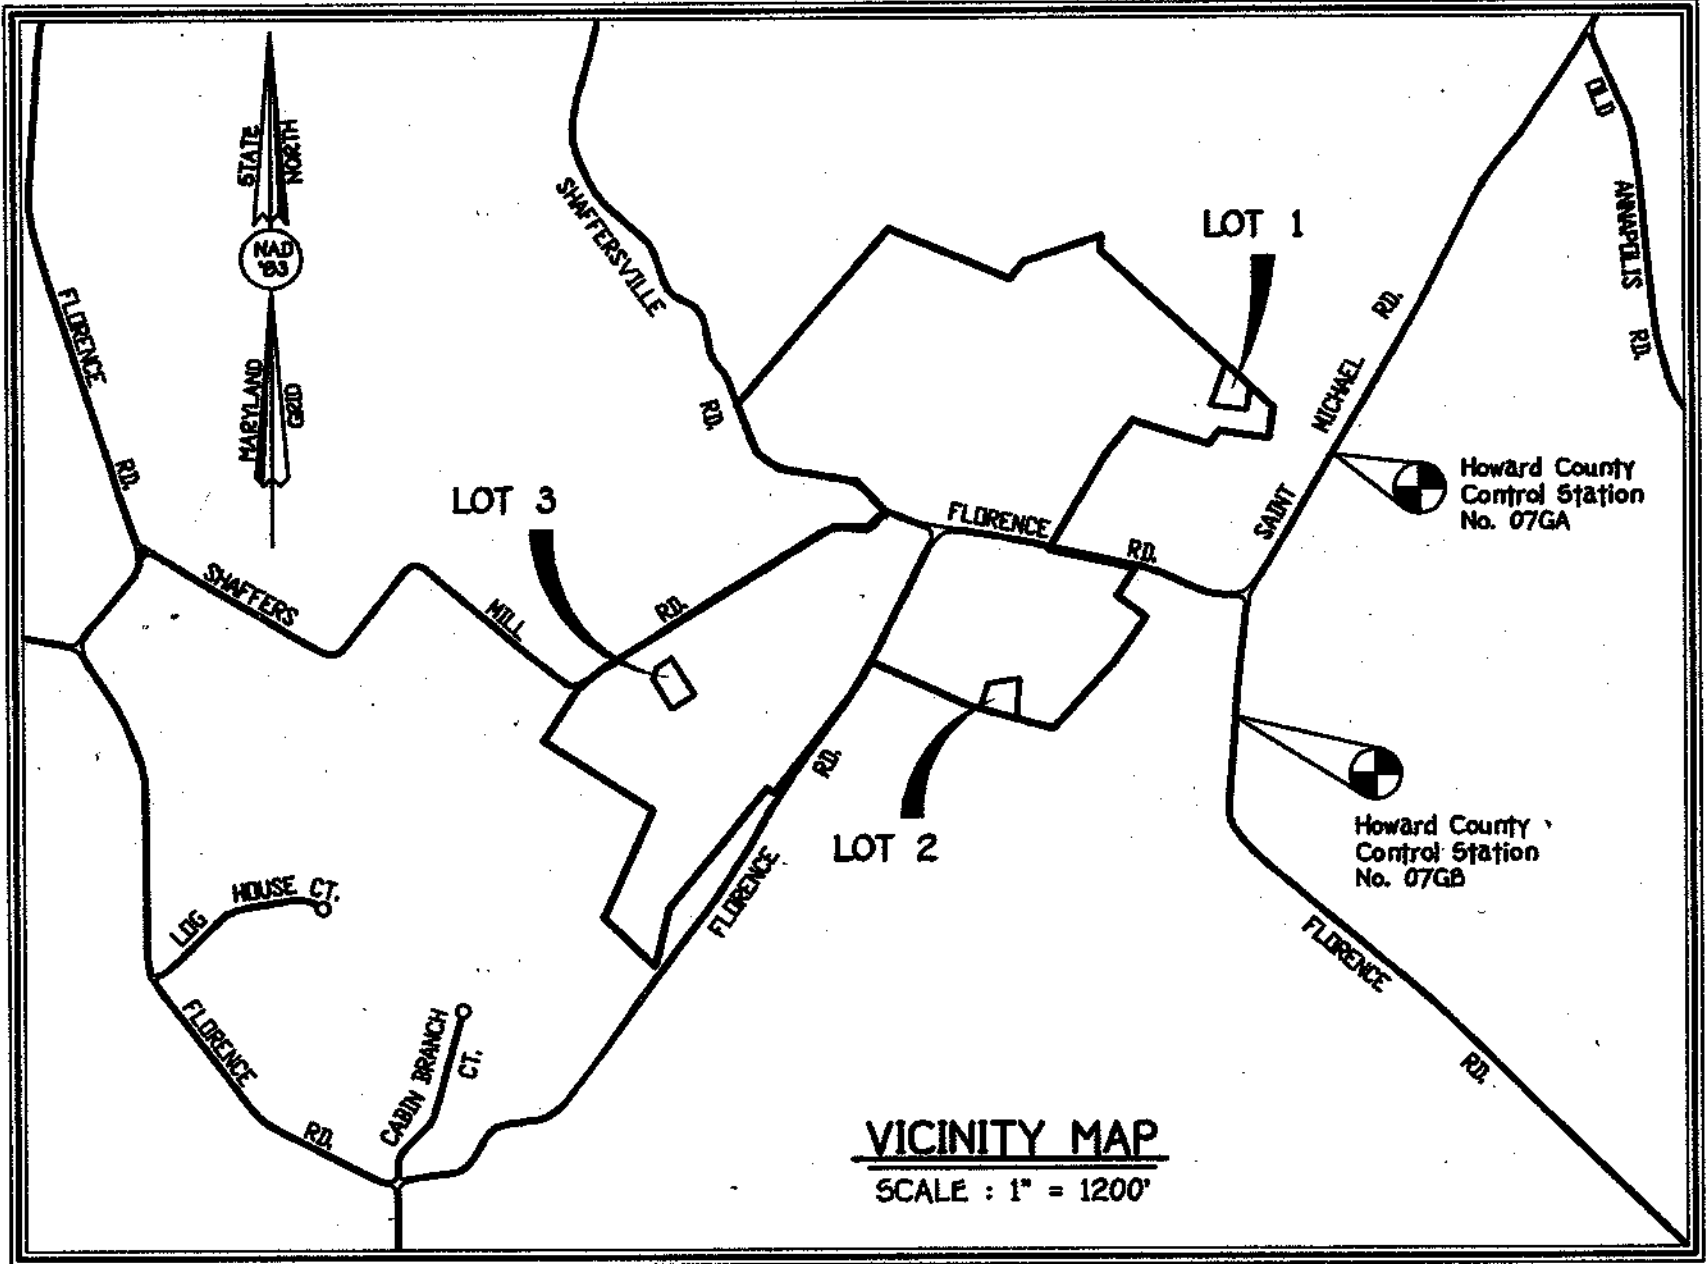 STATE
NORTH
NAD
'83
MARYLAND
GRID
SHAFFERSVILLE
RD.
LOT 1
OLD
ANNAPOLIS
RD.
FLORENCE
RD.
SAINT MICHAEL RD.
Howard County
Control Station
No. 07GA
LOT 3
FLORENCE
RD.
SHAFFERS
MILL
RD.
LOT 2
FLORENCE
RD.
Howard County
Control Station
No. 07GB
LOG HOUSE CT.
FLORENCE
RD.
FLORENCE
RD.
CABIN BRANCH
CT.
VICINITY MAP
SCALE : 1" = 1200'